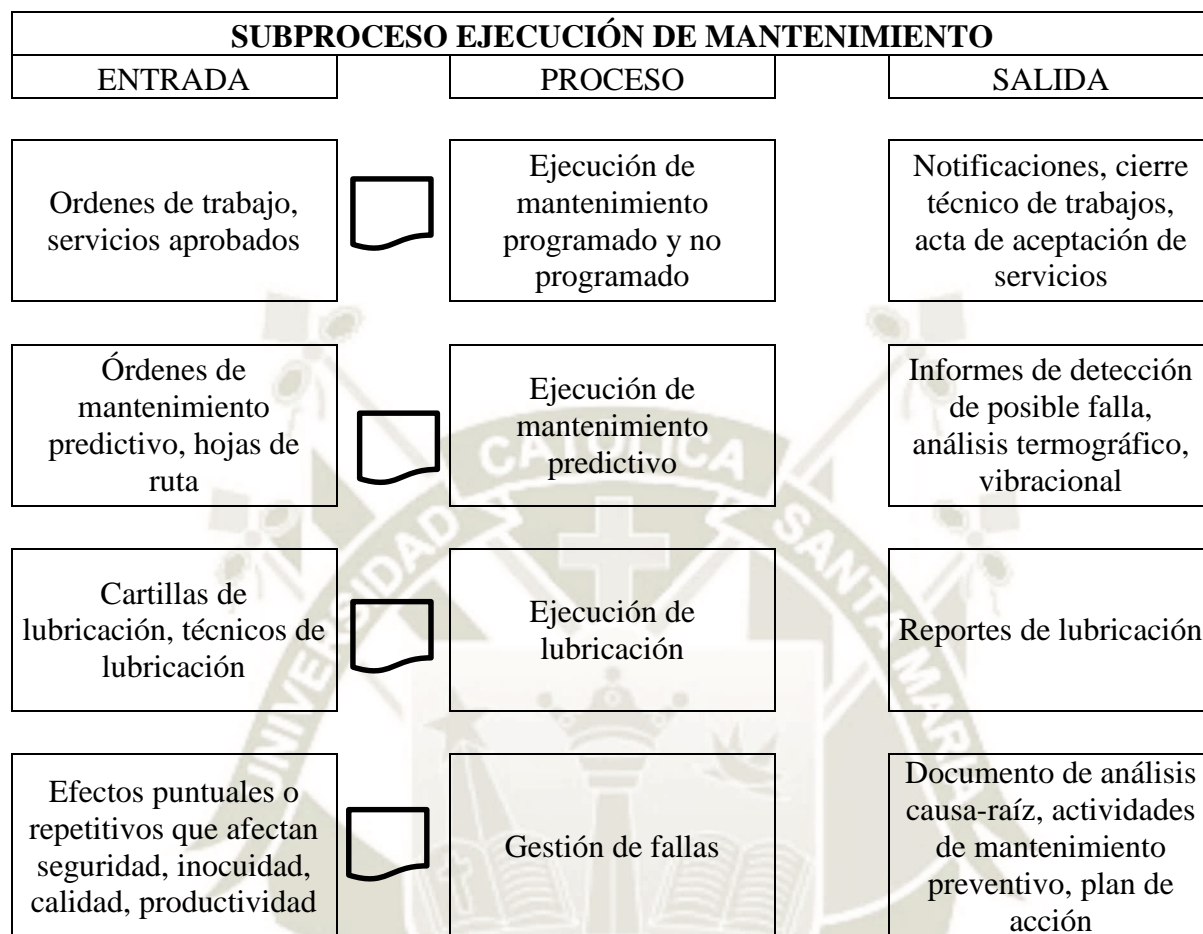 SUBPROCESO EJECUCIÓN DE MANTENIMIENTO
ENTRADA
PROCESO
SALIDA
Ordenes de trabajo,
servicios aprobados
Ejecución de
mantenimiento
programado y no
programado
Notificaciones, cierre
técnico de trabajos,
acta de aceptación de
servicios
Órdenes de
mantenimiento
predictivo, hojas de
ruta
Ejecución de
mantenimiento
predictivo
Informes de detección
de posible falla,
análisis termográfico,
vibracional
Cartillas de
lubricación, técnicos de
lubricación
Ejecución de
lubricación
Reportes de lubricación
Efectos puntuales o
repetitivos que afectan
seguridad, inocuidad,
calidad, productividad
Gestión de fallas
Documento de análisis
causa-raíz, actividades
de mantenimiento
preventivo, plan de
acción
UNIVERSIDAD CATOLICA SANTA MARIA